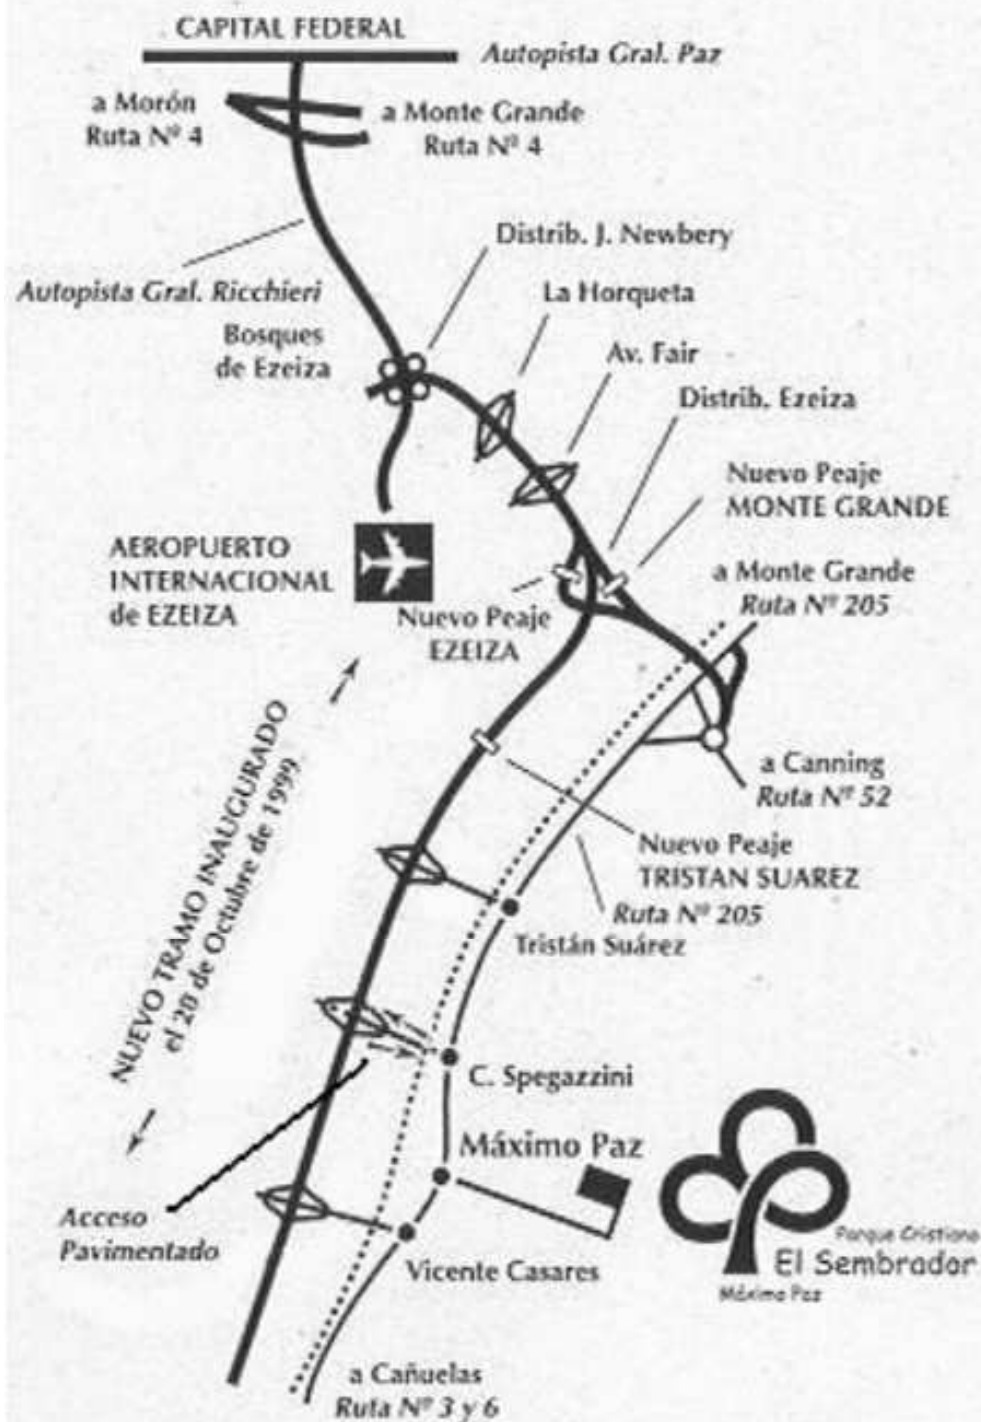 CAPITAL FEDERAL
Autopista Gral. Paz
a Morón
Ruta Nº 4
a Monte Grande
Ruta Nº 4
Distrib. J. Newbery
Autopista Gral. Ricchieri
La Horqueta
Bosques
de Ezeiza
Av. Fair
Distrib. Ezeiza
Nuevo Peaje
MONTE GRANDE
AEROPUERTO
INTERNACIONAL
de EZEIZA
a Monte Grande
Ruta Nº 205
Nuevo Peaje
EZEIZA
NUEVO TRAMO INAUGURADO
el 20 de Octubre de 1999
a Canning
Ruta Nº 52
Nuevo Peaje
TRISTAN SUAREZ
Ruta Nº 205
Tristán Suárez
C. Spegazzini
Máximo Paz
Acceso
Pavimentado
Vicente Casares
Parque Cristiano
El Sembrador
Máximo Paz
a Cañuelas
Ruta Nº 3 y 6